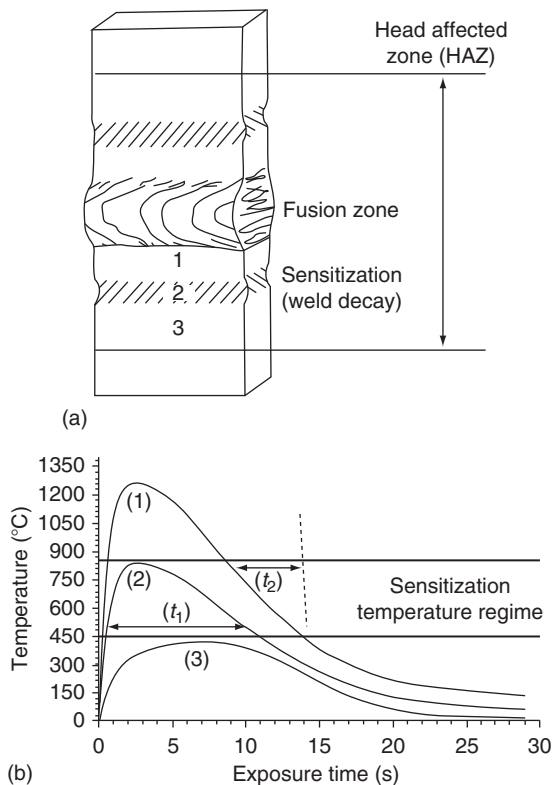 Head affected
zone (HAZ)
Fusion zone
1
Sensitization
(weld decay)
2
3
(a)
1350
1200
1050
900
750
600
450
300
150
0
Temperature (°C)
(1)
(2)
(t₂)
(t₁)
(3)
Sensitization
temperature regime
0 5 10 15 20 25 30
Exposure time (s)
(b)